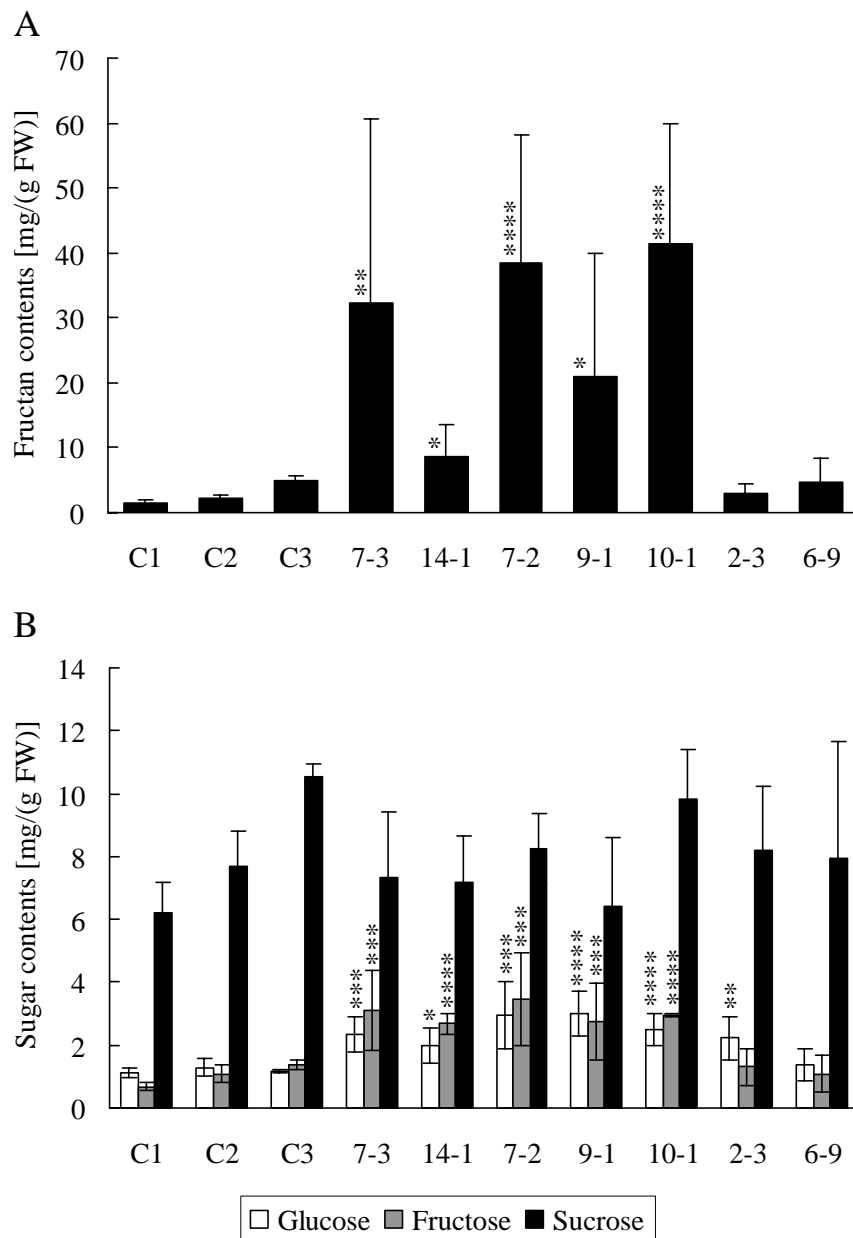 A
Fructan contents [mg/(g FW)]
70
60
50
40
30
20
10
0
**
*
****
*
****
C1 C2 C3 7-3 14-1 7-2 9-1 10-1 2-3 6-9
B
Sugar contents [mg/(g FW)]
14
12
10
8
6
4
2
0
*** *** * **** *** *** **** *** **** **** **
C1 C2 C3 7-3 14-1 7-2 9-1 10-1 2-3 6-9
Glucose Fructose Sucrose